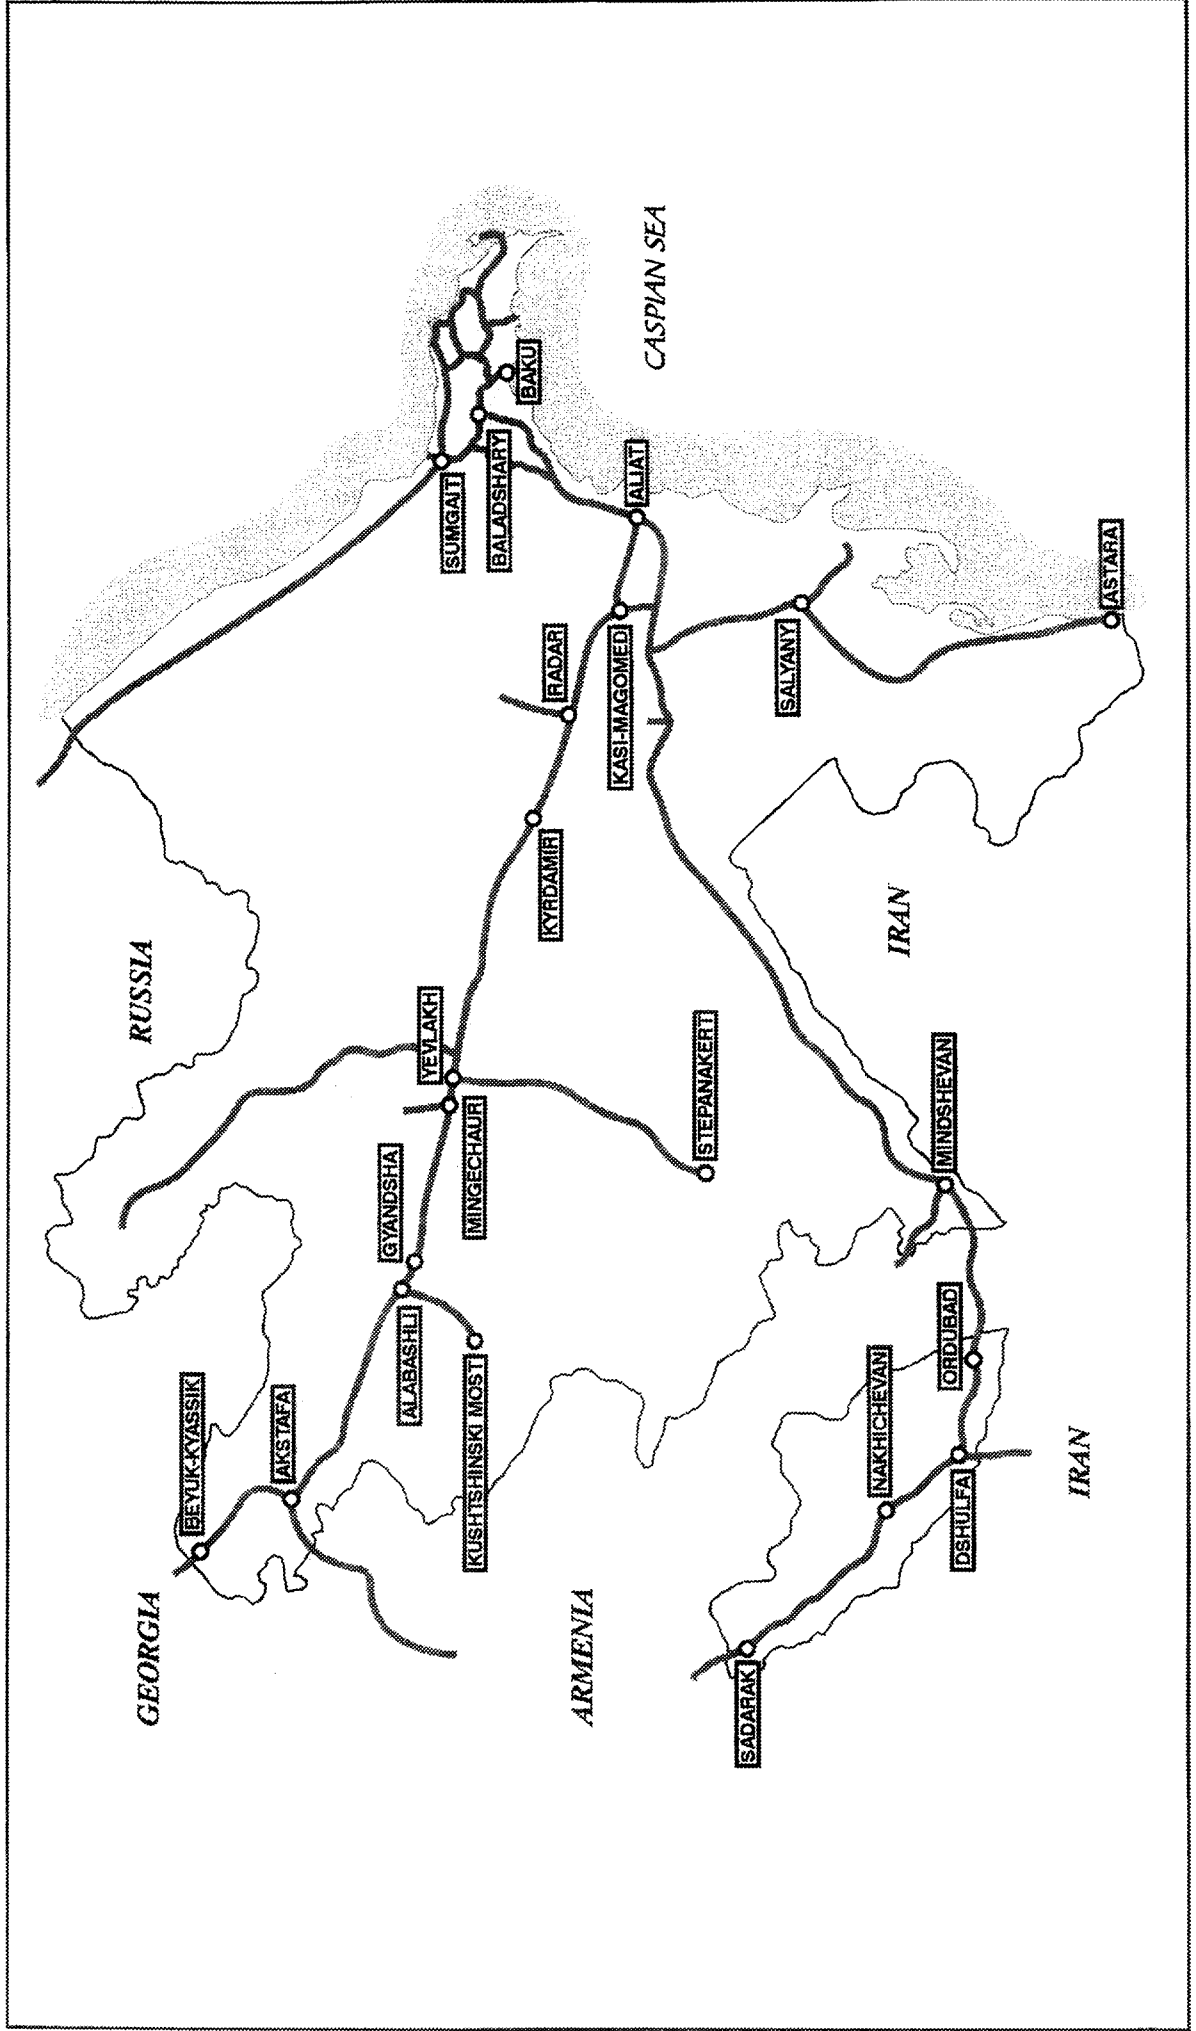 RUSSIA
GEORGIA
BEYUK-KYASSIK
AKSTAFA
GYANDSHA
YEVLAKH
SUMGAIT
ALABASHLI
MINGECHAUR
BALADSHARY
BAKU
KUSHTSHINSKI MOST
KYRDAMIR
RADAR
ARMENIA
KASI-MAGOMED
ALIAT
CASPIAN SEA
STEPANAKERT
SADARAK
SALYANY
NAKHICHEVAN
IRAN
ORDUBAD
MINDSHEVAN
DSHULFA
IRAN
ASTARA